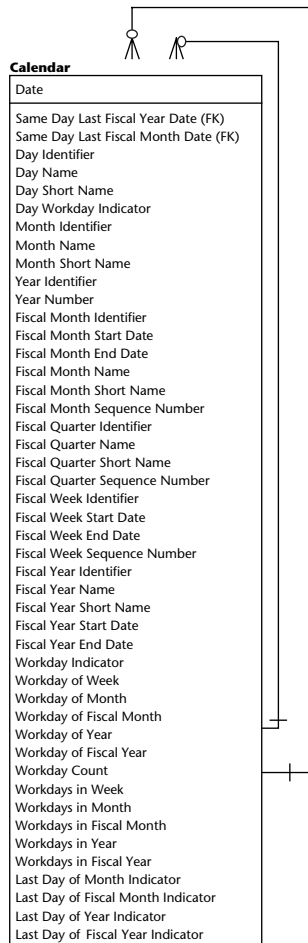 Calendar
Date
Same Day Last Fiscal Year Date (FK)
Same Day Last Fiscal Month Date (FK)
Day Identifier
Day Name
Day Short Name
Day Workday Indicator
Month Identifier
Month Name
Month Short Name
Year Identifier
Year Number
Fiscal Month Identifier
Fiscal Month Start Date
Fiscal Month End Date
Fiscal Month Name
Fiscal Month Short Name
Fiscal Month Sequence Number
Fiscal Quarter Identifier
Fiscal Quarter Name
Fiscal Quarter Short Name
Fiscal Quarter Sequence Number
Fiscal Week Identifier
Fiscal Week Start Date
Fiscal Week End Date
Fiscal Week Sequence Number
Fiscal Year Identifier
Fiscal Year Name
Fiscal Year Short Name
Fiscal Year Start Date
Fiscal Year End Date
Workday Indicator
Workday of Week
Workday of Month
Workday of Fiscal Month
Workday of Year
Workday of Fiscal Year
Workday Count
Workdays in Week
Workdays in Month
Workdays in Fiscal Month
Workdays in Year
Workdays in Fiscal Year
Last Day of Month Indicator
Last Day of Fiscal Month Indicator
Last Day of Year Indicator
Last Day of Fiscal Year Indicator